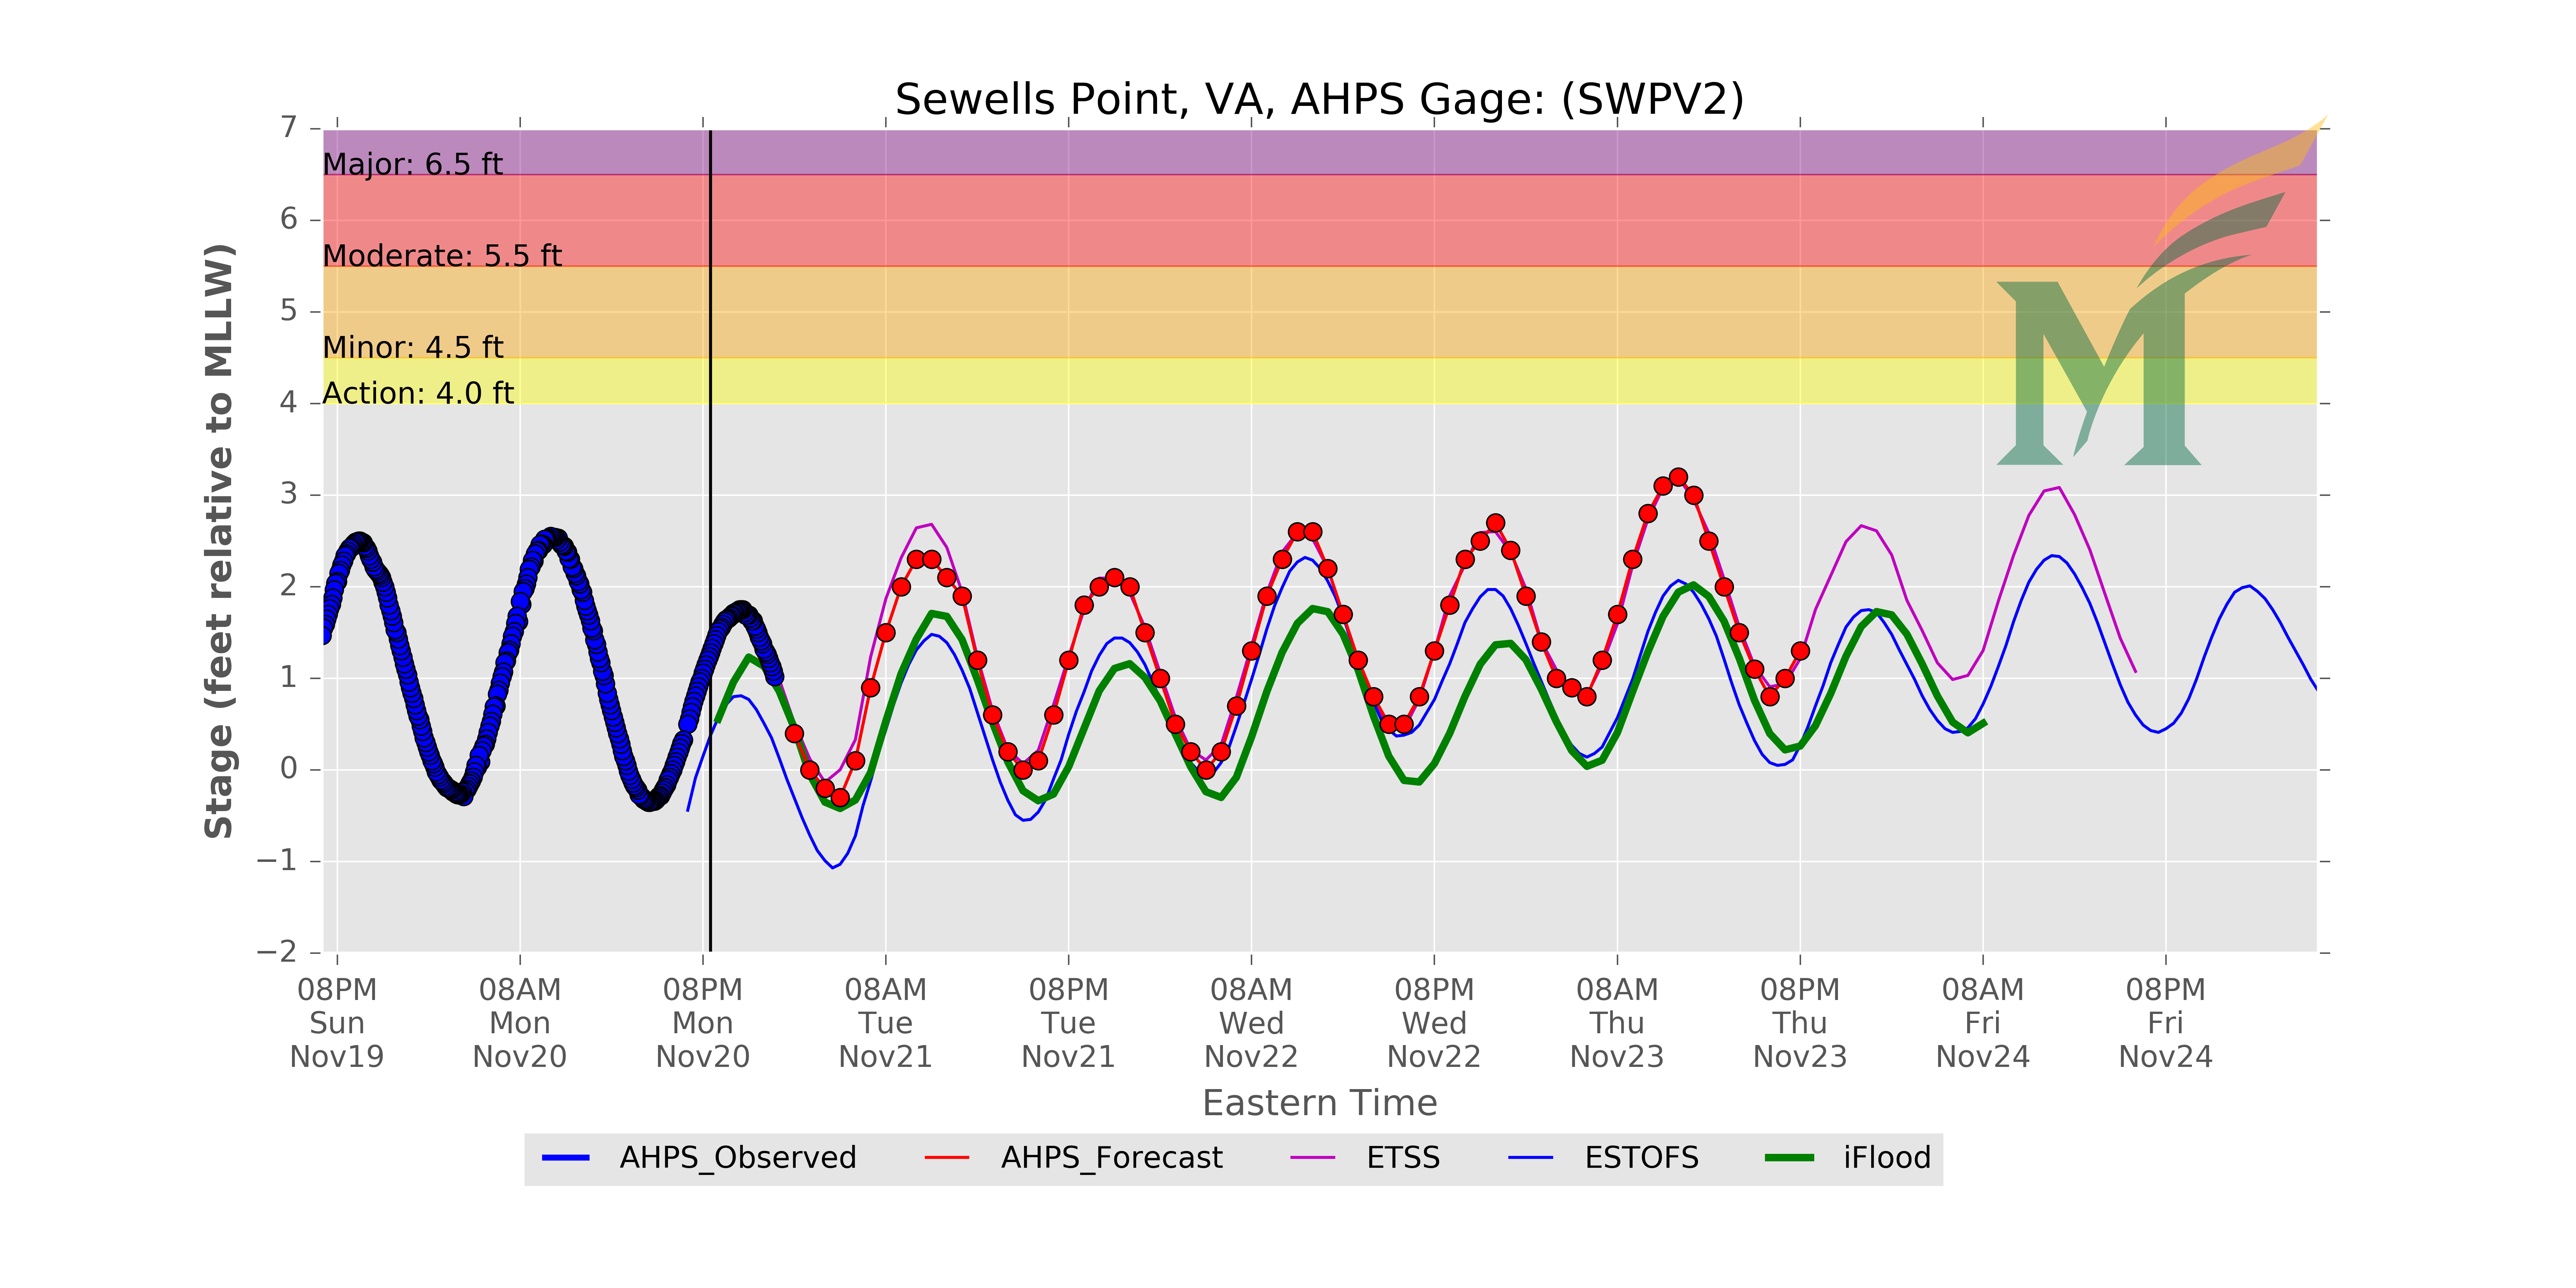 Sewells Point, VA, AHPS Gage: (SWPV2)
Stage (feet relative to MLLW)
7
6
5
4
3
2
1
0
−1
−2
Major: 6.5 ft
Moderate: 5.5 ft
Minor: 4.5 ft
Action: 4.0 ft
M
08PM Sun Nov19
08AM Mon Nov20
08PM Mon Nov20
08AM Tue Nov21
08PM Tue Nov21
08AM Wed Nov22
08PM Wed Nov22
08AM Thu Nov23
08PM Thu Nov23
08AM Fri Nov24
08PM Fri Nov24
Eastern Time
AHPS_Observed AHPS_Forecast ETSS ESTOFS iFlood